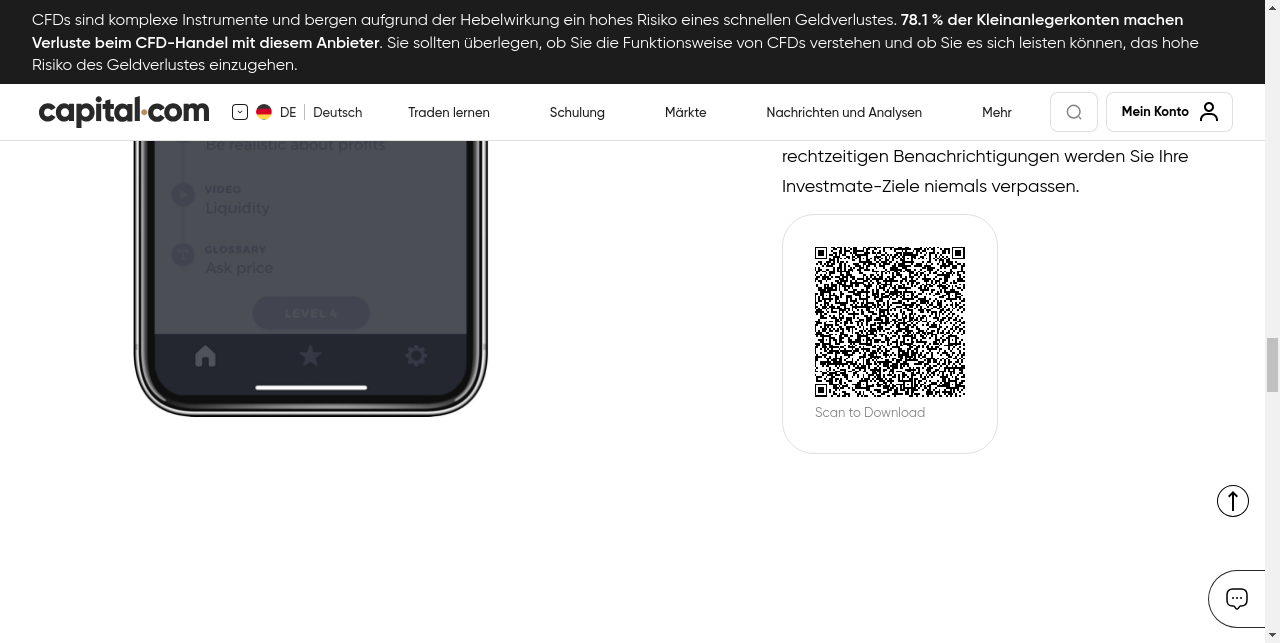 CFDs sind komplexe Instrumente und bergen aufgrund der Hebelwirkung ein hohes Risiko eines schnellen Geldverlustes. 78.1 % der Kleinanlegerkonten machen
Verluste beim CFD-Handel mit diesem Anbieter. Sie sollten überlegen, ob Sie die Funktionsweise von CFDs verstehen und ob Sie es sich leisten können, das hohe
Risiko des Geldverlustes einzugehen.
capital.com DE Deutsch Traden lernen Schulung Märkte Nachrichten und Analysen Mehr Mein Konto
Be realistic about profits
VIDEO
Liquidity
GLOSSARY
Ask price
LEVEL 4
rechtzeitigen Benachrichtigungen werden Sie Ihre
Investmate-Ziele niemals verpassen.
Scan to Download